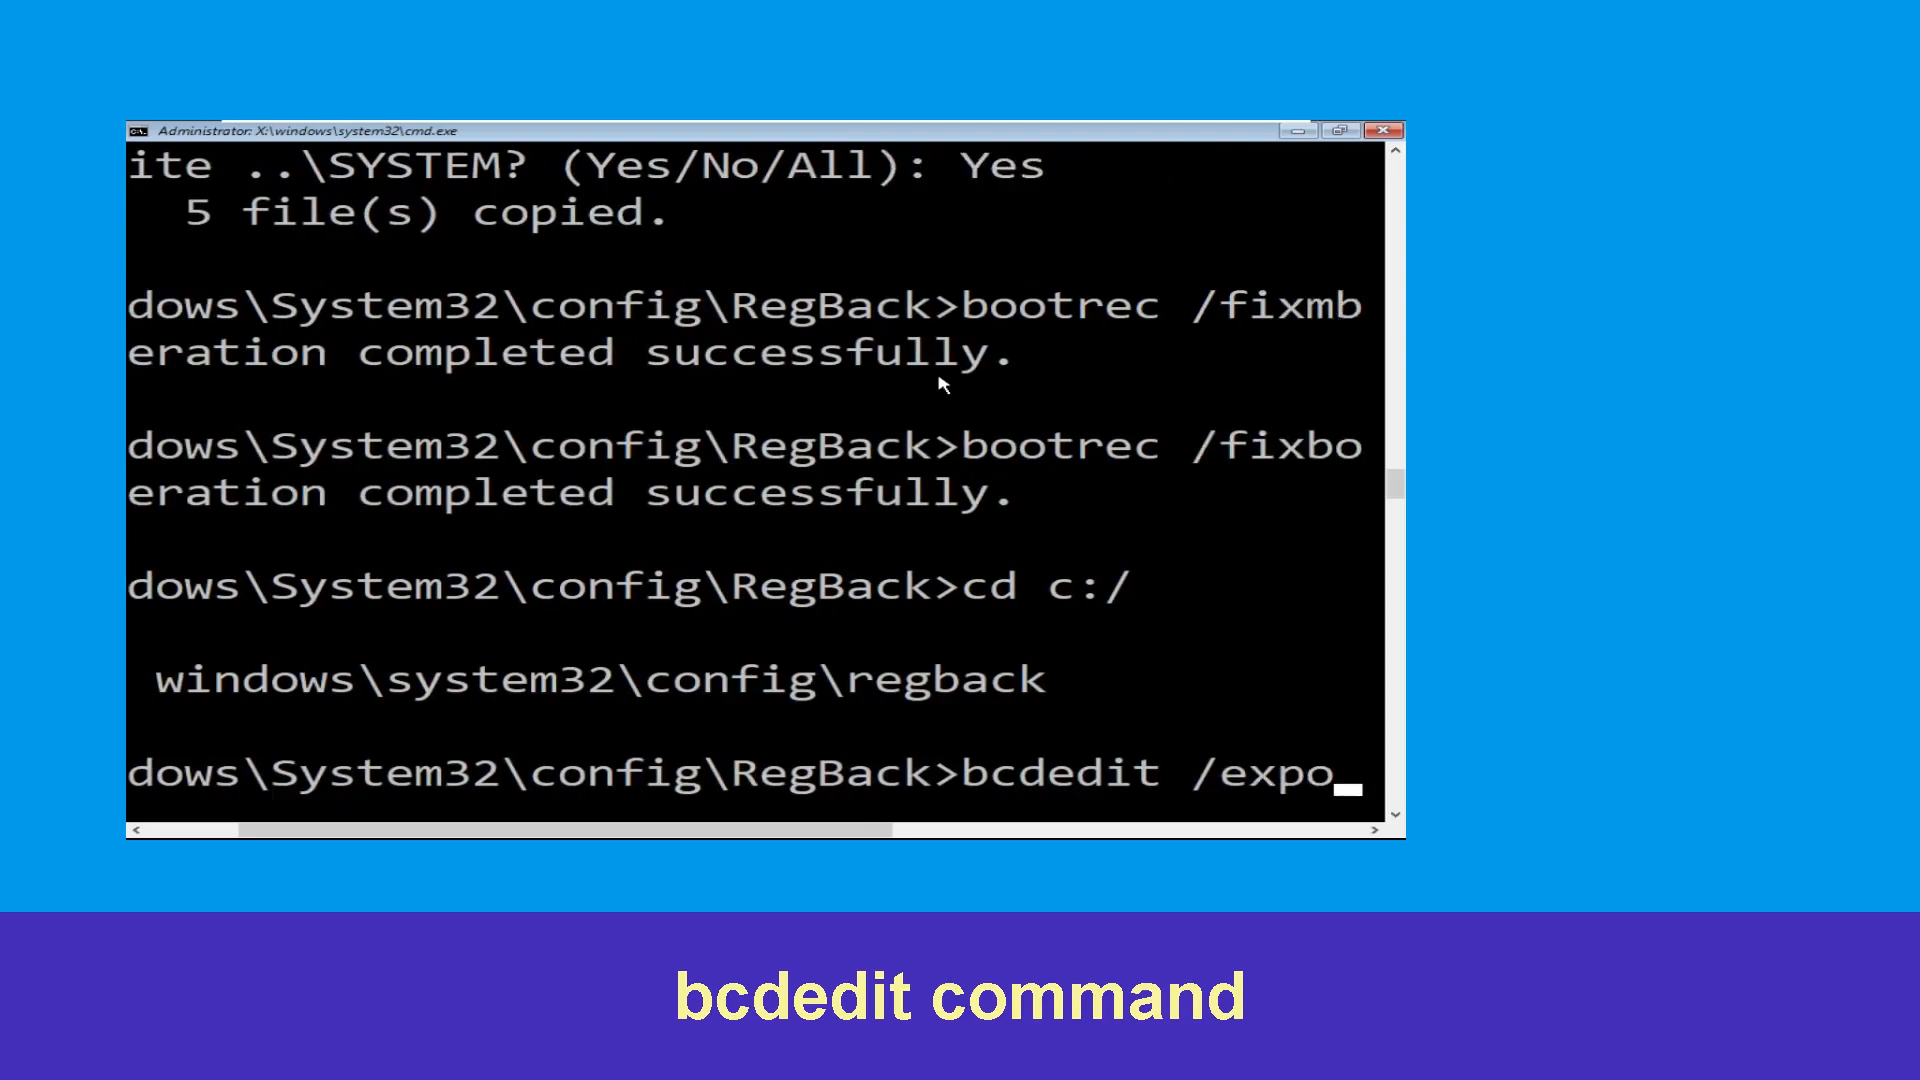 Administrator: X:\windows\system32\cmd.exe
ite ..\SYSTEM? (Yes/No/All): Yes
5 file(s) copied.
dows\System32\config\RegBack>bootrec /fixmb
eration completed successfully.
dows\System32\config\RegBack>bootrec /fixbo
eration completed successfully.
dows\System32\config\RegBack>cd c:/
windows\system32\config\regback
dows\System32\config\RegBack>bcdedit /expo
bcdedit command